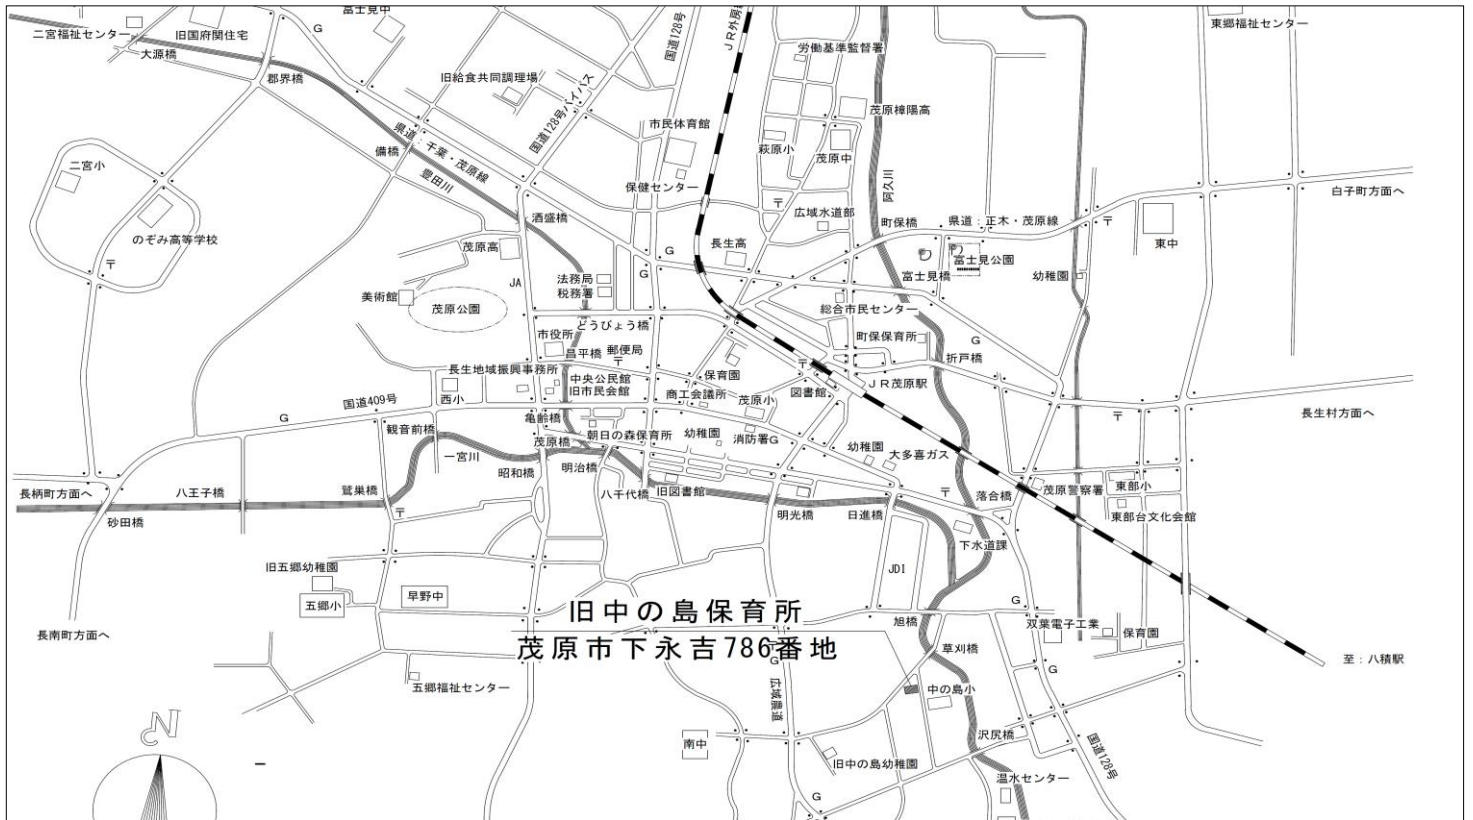 富士見中
G
東郷福祉センター
二宮福祉センター
旧国府関住宅
国道128号
JR外房
労働基準監督署
大源橋
郡界橋
旧給食共同調理場
国道128号バイパス
茂原樟陽高
市民体育館
県道:千葉・茂原線
備橋
萩原小
茂原中
二宮小
豊田川
保健センター
阿久川
白子町方面へ
〒
広域水道部
酒盛橋
町保橋
県道:正木・茂原線
〒
のぞみ高等学校
茂原高
長生高
東中
G
〒
富士見公園
法務局
G
富士見橋
幼稚園
JA
税務署
美術館
茂原公園
総合市民センター
どうびょう橋
市役所
町保保育所
G
昌平橋
郵便局
折戸橋
〒
〒
長生地域振興事務所
保育園
中央公民館
JR茂原駅
旧市民会館
商工会議所
図書館
国道409号
西小
茂原小
長生村方面へ
G
亀齢橋
〒
観音前橋
朝日の森保育所
幼稚園
消防署G
茂原橋
幼稚園
大多喜ガス
一宮川
昭和橋
明治橋
長柄町方面へ
八王子橋
鷲巣橋
八千代橋
旧図書館
〒
落合橋
茂原警察署
東部小
〒
明光橋
日進橋
東部台文化会館
砂田橋
下水道課
旧五郷幼稚園
JDI
五郷小
早野中
旧中の島保育所
G
旭橋
双葉電子工業
保育園
長南町方面へ
茂原市下永吉786番地
草刈橋
至:八積駅
G
G
五郷福祉センター
広域農道
中の島小
沢尻橋
南中
国道128号
旧中の島幼稚園
温水センター
G
N